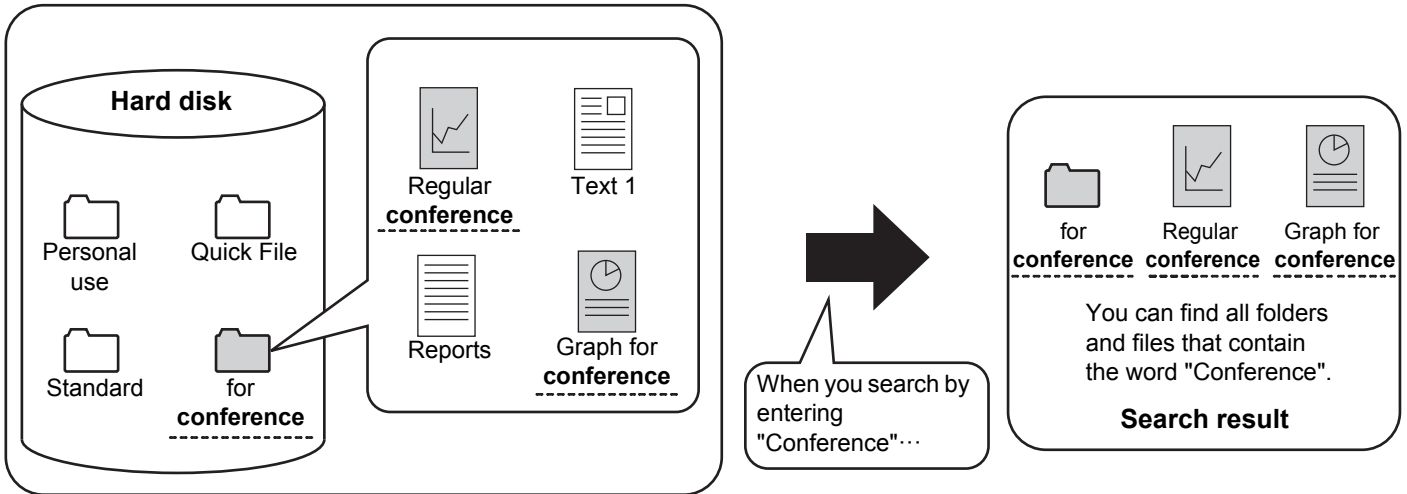 Hard disk
Personal
use
Quick File
Standard
for
conference
Regular
conference
Text 1
Reports
Graph for
conference
When you search by
entering
"Conference"···
for
conference
Regular
conference
Graph for
conference
You can find all folders
and files that contain
the word "Conference".
Search result